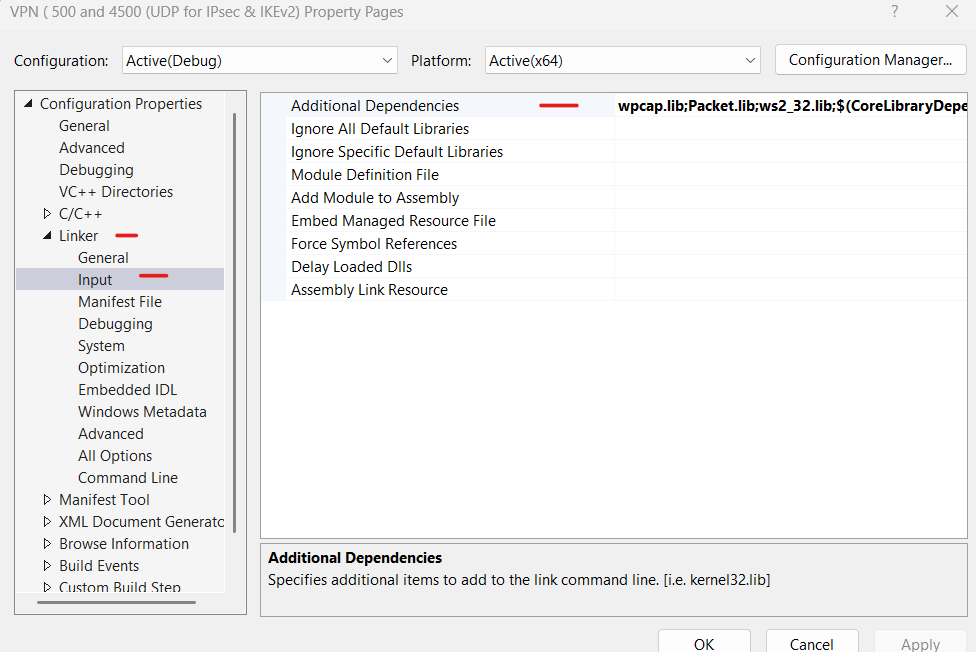 VPN ( 500 and 4500 (UDP for IPsec & IKEv2) Property Pages
?
Configuration: Active(Debug) Platform: Active(x64) Configuration Manager...
Configuration Properties
General
Advanced
Debugging
VC++ Directories
C/C++
Linker
General
Input
Manifest File
Debugging
System
Optimization
Embedded IDL
Windows Metadata
Advanced
All Options
Command Line
Manifest Tool
XML Document Generato
Browse Information
Build Events
Custom Build Step
Additional Dependencies wpcap.lib;Packet.lib;ws2_32.lib;$(CoreLibraryDepe
Ignore All Default Libraries
Ignore Specific Default Libraries
Module Definition File
Add Module to Assembly
Embed Managed Resource File
Force Symbol References
Delay Loaded Dlls
Assembly Link Resource
Additional Dependencies
Specifies additional items to add to the link command line. [i.e. kernel32.lib]
OK Cancel Apply